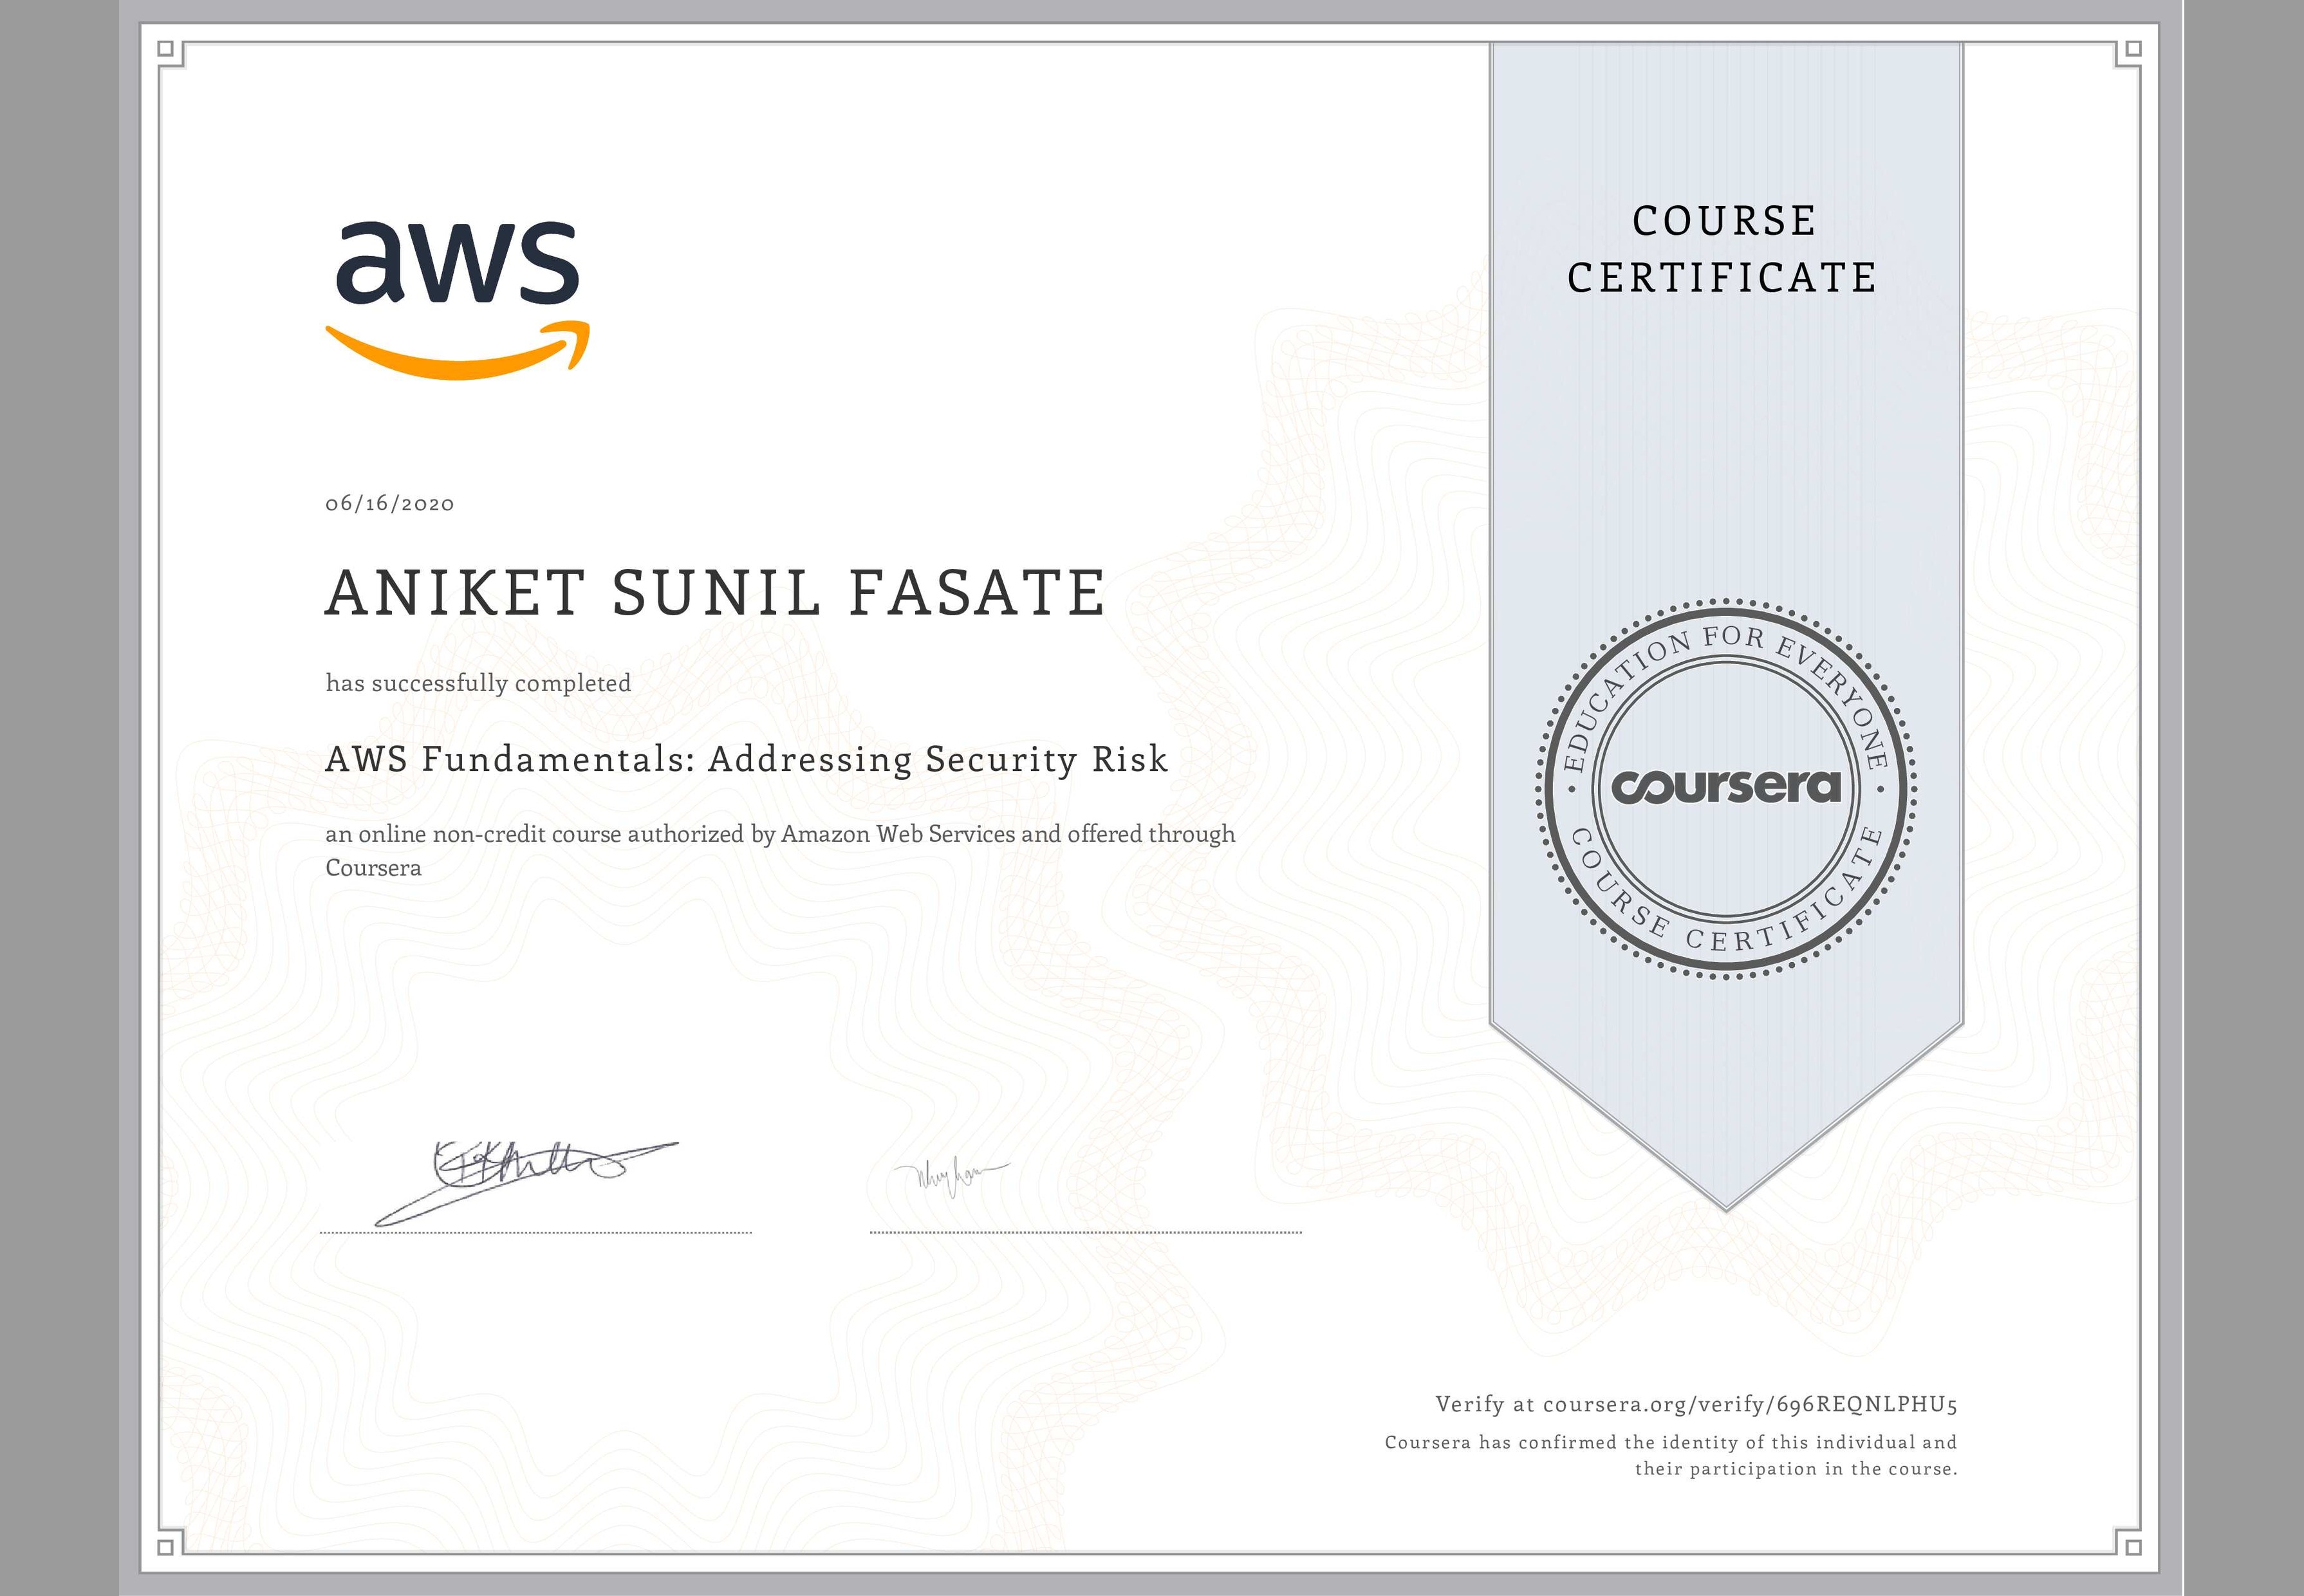 aws
COURSE
CERTIFICATE
06/16/2020
ANIKET SUNIL FASATE
has successfully completed
AWS Fundamentals: Addressing Security Risk
an online non-credit course authorized by Amazon Web Services and offered through
Coursera
EDUCATION FOR EVERYONE
coursera
COURSE CERTIFICATE
Verify at coursera.org/verify/696REQNLPHU5
Coursera has confirmed the identity of this individual and
their participation in the course.